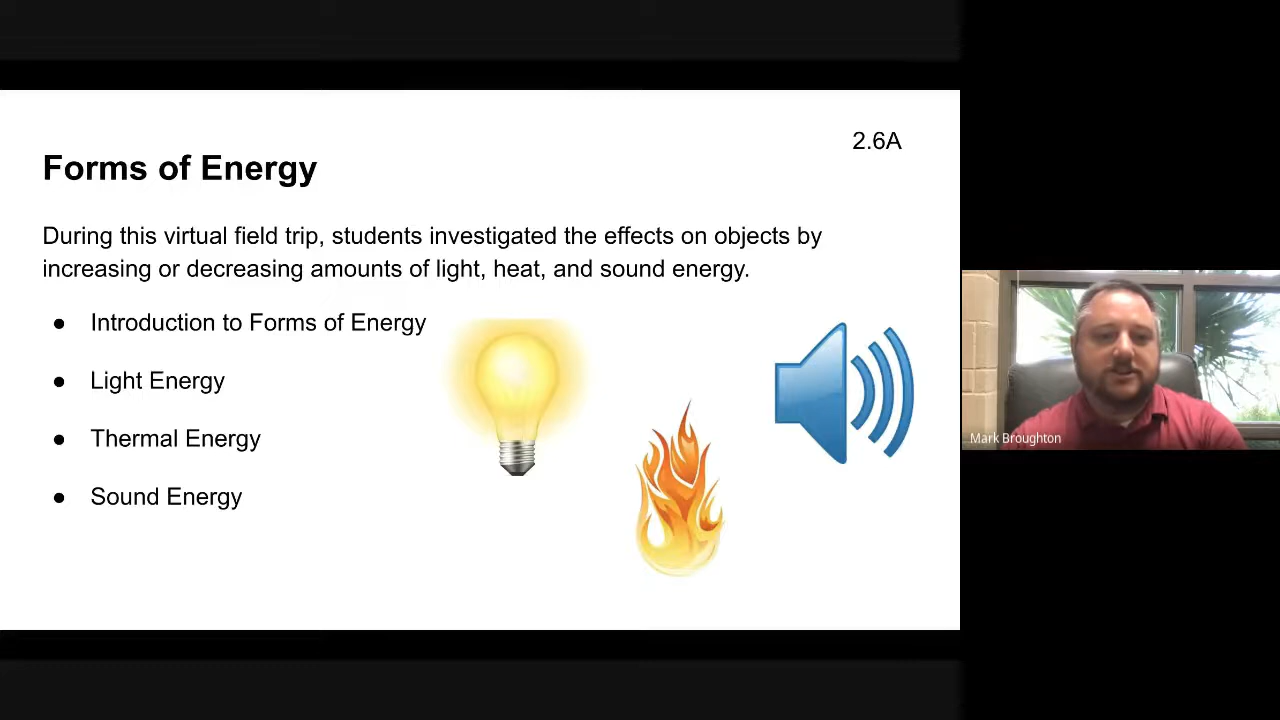 2.6A
Forms of Energy
During this virtual field trip, students investigated the effects on objects by
increasing or decreasing amounts of light, heat, and sound energy.
● Introduction to Forms of Energy
● Light Energy
● Thermal Energy
● Sound Energy
Mark Broughton